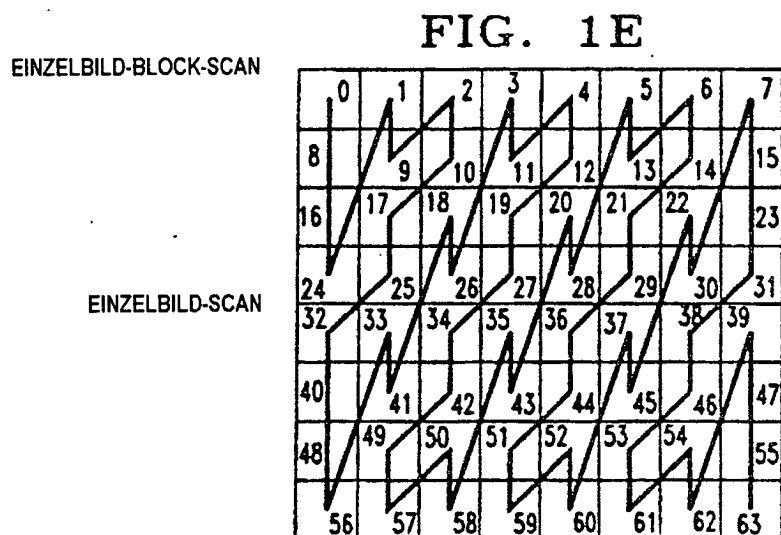 FIG. 1E
EINZELBILD-BLOCK-SCAN
0 1 2 3 4 5 6 7
8 9 10 11 12 13 14 15
16 17 18 19 20 21 22 23
24 25 26 27 28 29 30 31
EINZELBILD-SCAN
32 33 34 35 36 37 38 39
40 41 42 43 44 45 46 47
48 49 50 51 52 53 54 55
56 57 58 59 60 61 62 63